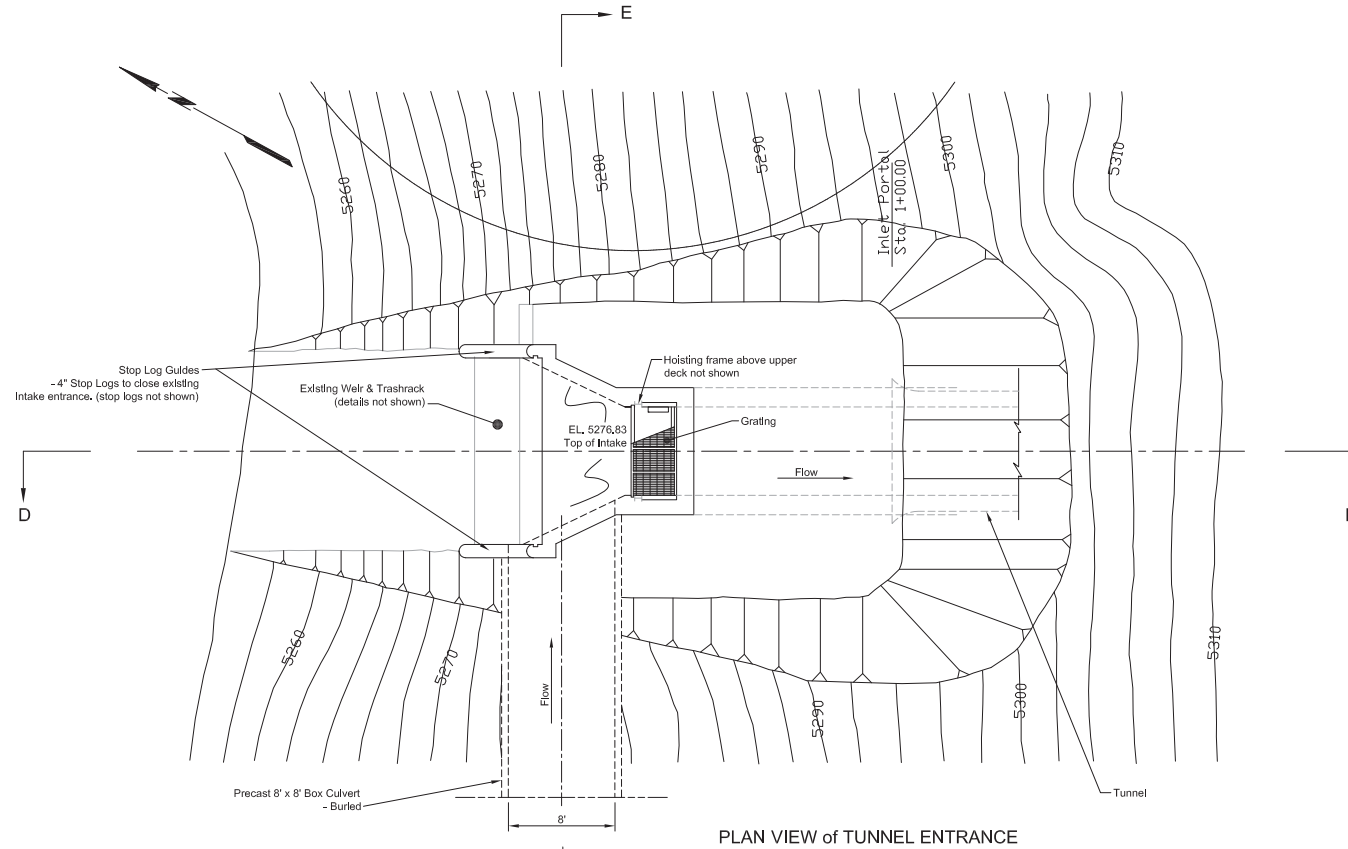 E
N
5260
5270
5280
5290
Inlet Portal
Sta. 1+00.00
5300
5310
Stop Log Guides
- 4" Stop Logs to close existing
Intake entrance. (stop logs not shown)
Existing Weir & Trashrack
(details not shown)
Hoisting frame above upper
deck not shown
EL. 5276.83
Top of Intake
Grating
Flow
D
5260
5270
Flow
5290
5300
5310
Precast 8' x 8' Box Culvert
- Buried
8'
Tunnel
PLAN VIEW of TUNNEL ENTRANCE